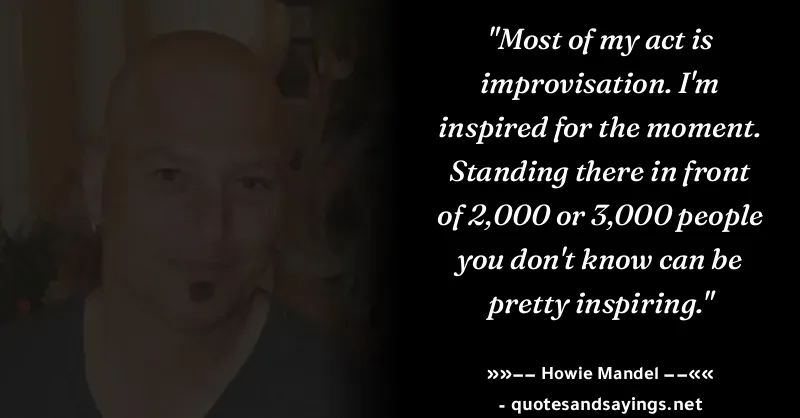 "Most of my act is
improvisation. I'm
inspired for the moment.
Standing there in front
of 2,000 or 3,000 people
you don't know can be
pretty inspiring."
»»−− Howie Mandel −−««
- quotesandsayings.net